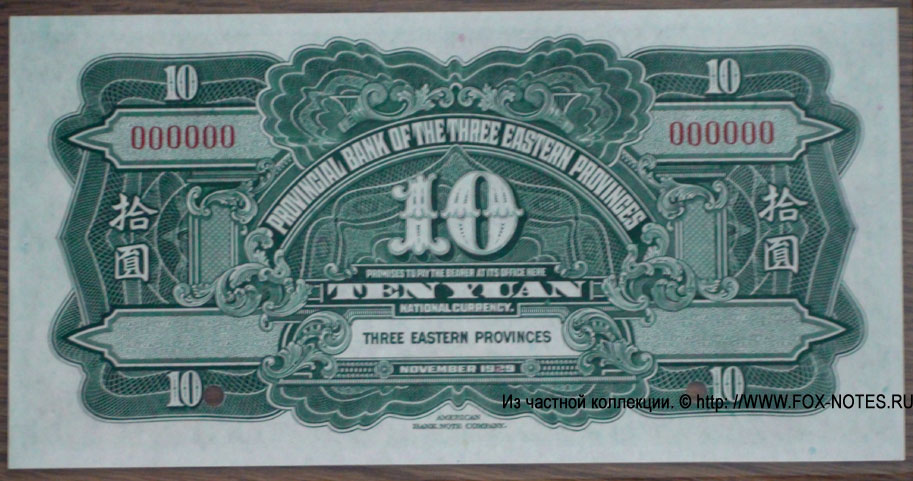 10 10
000000 000000
PROVINCIAL BANK OF THE THREE EASTERN PROVINCES
10
拾圓 拾圓
PROMISES TO PAY THE BEARER AT ITS OFFICE HERE
TEN YUAN
NATIONAL CURRENCY.
THREE EASTERN PROVINCES
NOVEMBER 1929
10 10
Из частной коллекции. © http: //WWW.FOX-NOTES.RU
AMERICAN
BANK NOTE COMPANY.